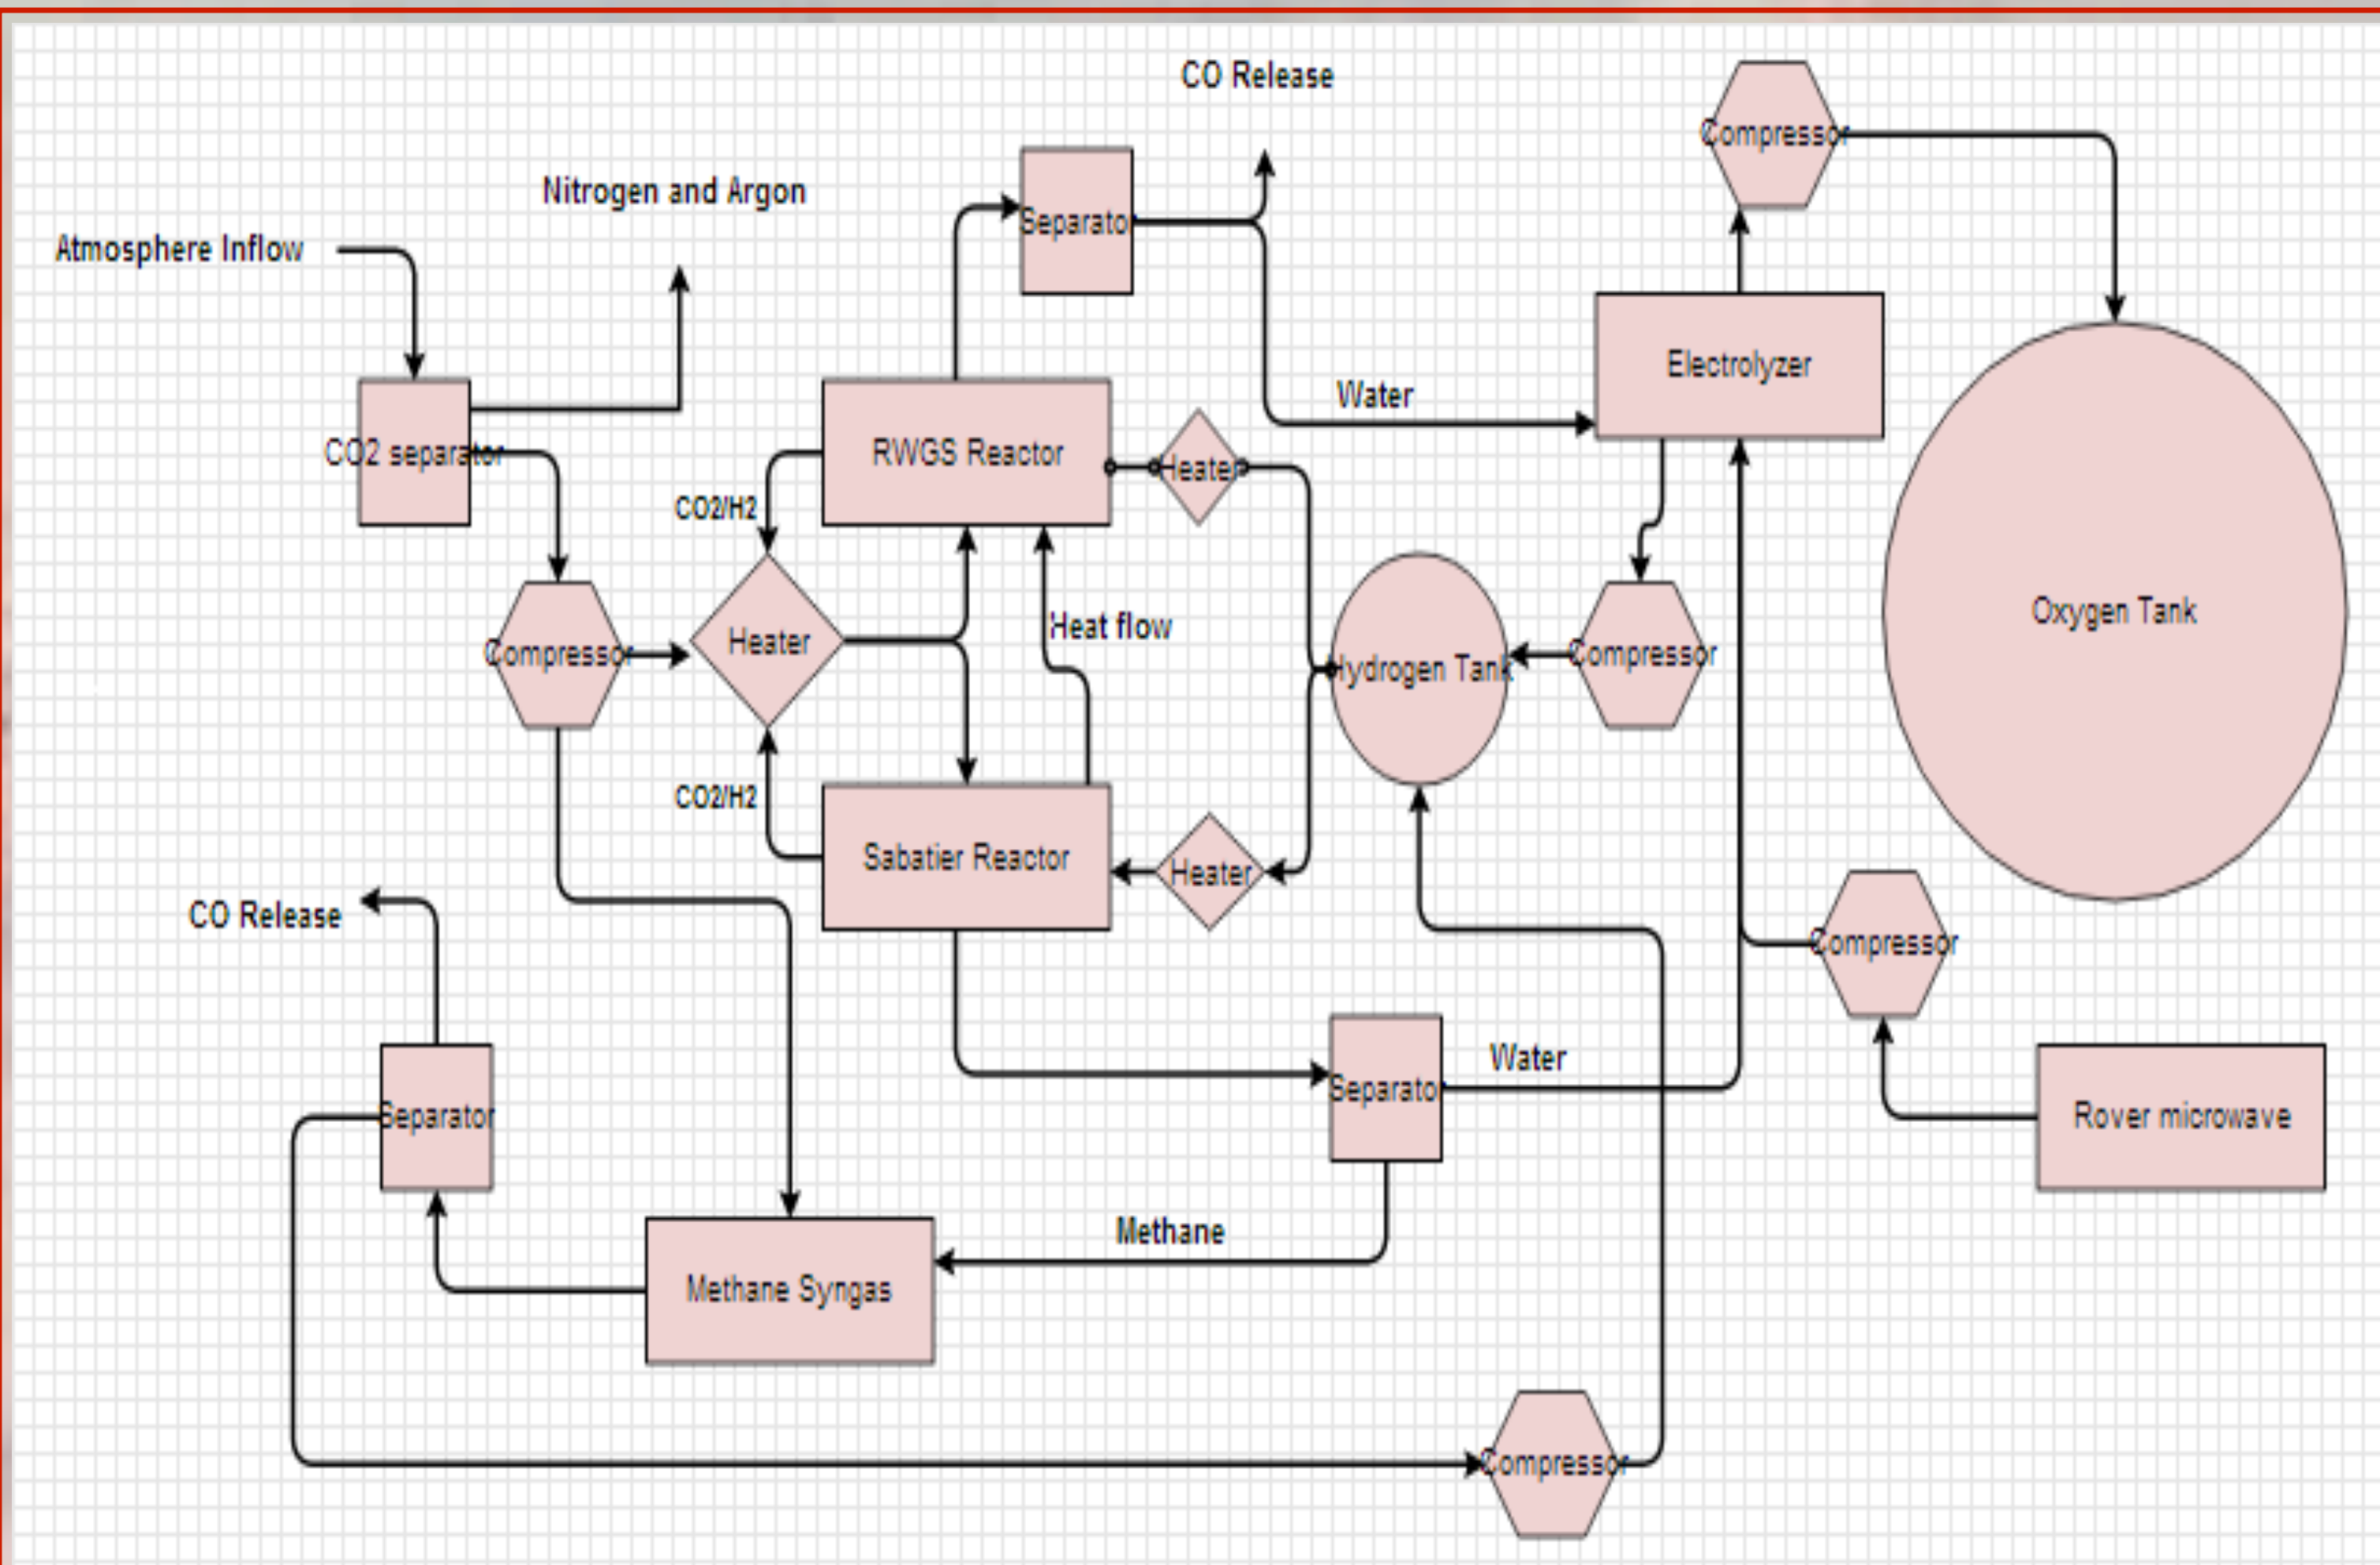 CO Release
Compressor
Nitrogen and Argon
Separator
Atmosphere Inflow
Electrolyzer
Water
CO2 separator
RWGS Reactor
Heater
CO2/H2
Oxygen Tank
Heat flow
Compressor
Heater
Hydrogen Tank
Compressor
CO2/H2
Sabatier Reactor
Heater
CO Release
Compressor
Separator
Water
Separator
Rover microwave
Methane
Methane Syngas
Compressor